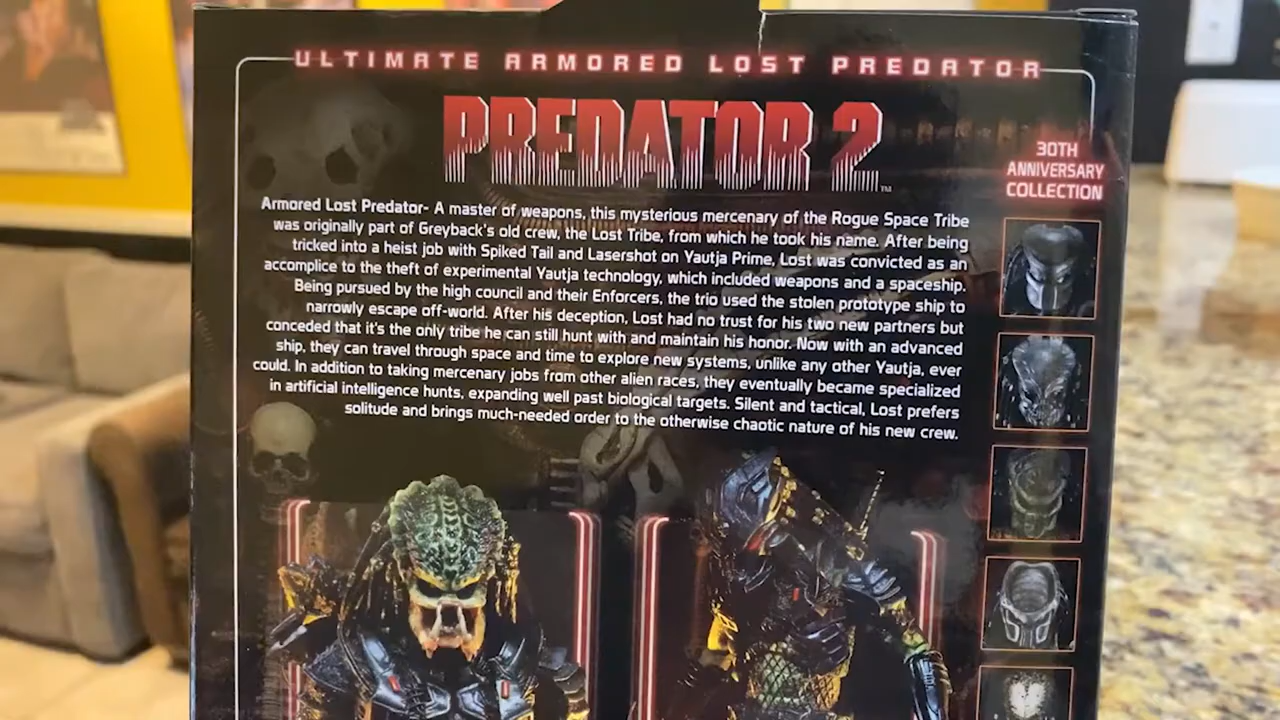 ULTIMATE ARMORED LOST PREDATOR
PREDATOR 2
TM
30TH
ANNIVERSARY
COLLECTION
Armored Lost Predator- A master of weapons, this mysterious mercenary of the Rogue Space Tribe
was originally part of Greyback's old crew, the Lost Tribe, from which he took his name. After being
tricked into a heist job with Spiked Tail and Lasershot on Yautja Prime, Lost was convicted as an
accomplice to the theft of experimental Yautja technology, which included weapons and a spaceship.
Being pursued by the high council and their Enforcers, the trio used the stolen prototype ship to
narrowly escape off-world. After his deception, Lost had no trust for his two new partners but
conceded that it's the only tribe he can still hunt with and maintain his honor. Now with an advanced
ship, they can travel through space and time to explore new systems, unlike any other Yautja, ever
could. In addition to taking mercenary jobs from other alien races, they eventually became specialized
in artificial intelligence hunts, expanding well past biological targets. Silent and tactical, Lost prefers
solitude and brings much-needed order to the otherwise chaotic nature of his new crew.